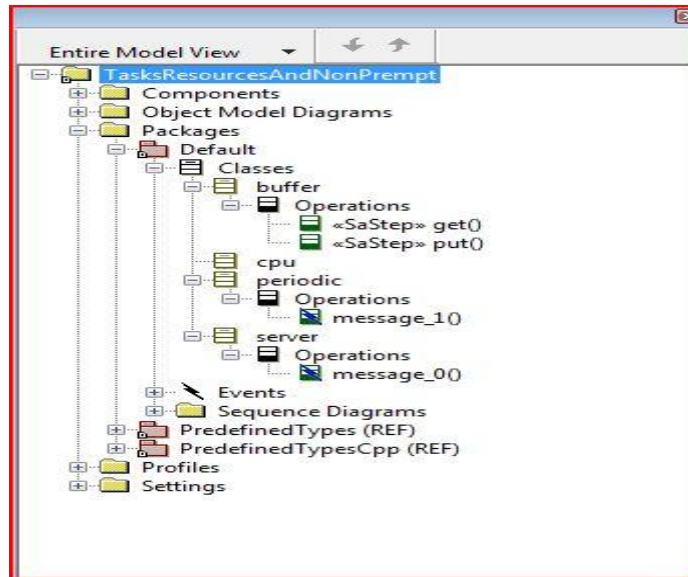 Entire Model View
TasksResourcesAndNonPrempt
Components
Object Model Diagrams
Packages
Default
Classes
buffer
Operations
«SaStep» get()
«SaStep» put()
cpu
periodic
Operations
message_1()
server
Operations
message_0()
Events
Sequence Diagrams
PredefinedTypes (REF)
PredefinedTypesCpp (REF)
Profiles
Settings